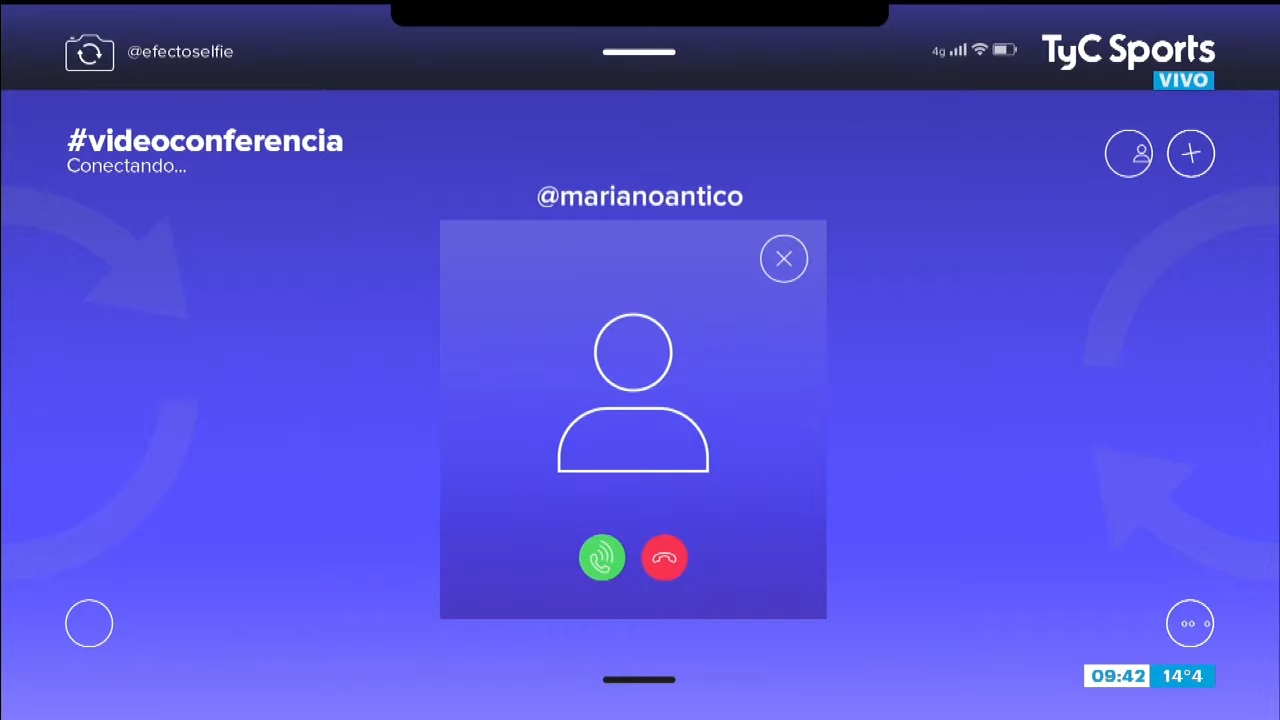 @efectoselfie
4g
TyC Sports
VIVO
#videoconferencia
Conectando...
@marianoantico
09:42 14°4